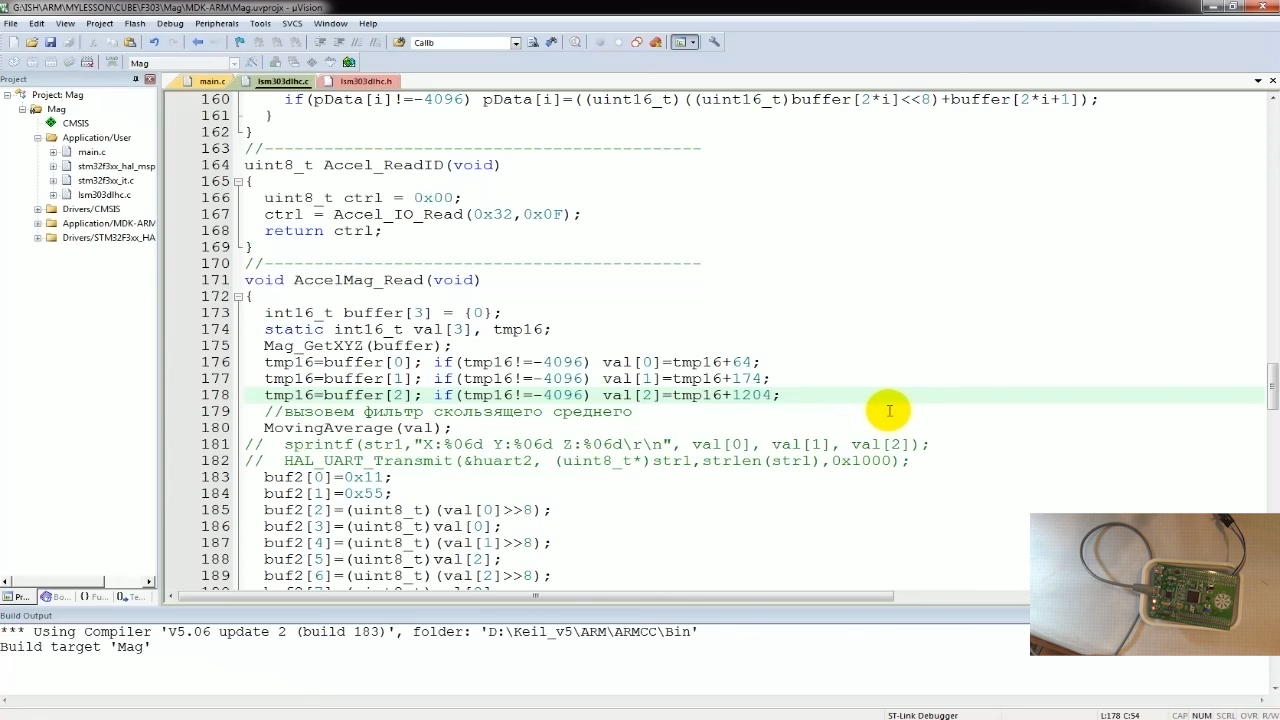 G:\ISH\ARM\MYLESSON\CUBE\F303\Mag\MDK-ARM\Mag.uvprojx - µVision
File Edit View Project Flash Debug Peripherals Tools SVCS Window Help
Callb
Mag
Project
main.c lsm303dlhc.c lsm303dlhc.h
Project: Mag
Mag
CMSIS
Application/User
main.c
stm32f3xx_hal_msp
stm32f3xx_it.c
lsm303dlhc.c
Drivers/CMSIS
Application/MDK-ARM
Drivers/STM32F3xx_HA
Pr... Bo... {} Fu... Te...
160 if(pData[i]!=-4096) pData[i]=((uint16_t)((uint16_t)buffer[2*i]<<8)+buffer[2*i+1]);
161 }
162 }
163 //------------------------------------------
164 uint8_t Accel_ReadID(void)
165 {
166 uint8_t ctrl = 0x00;
167 ctrl = Accel_IO_Read(0x32,0x0F);
168 return ctrl;
169 }
170 //------------------------------------------
171 void AccelMag_Read(void)
172 {
173 int16_t buffer[3] = {0};
174 static int16_t val[3], tmp16;
175 Mag_GetXYZ(buffer);
176 tmp16=buffer[0]; if(tmp16!=-4096) val[0]=tmp16+64;
177 tmp16=buffer[1]; if(tmp16!=-4096) val[1]=tmp16+174;
178 tmp16=buffer[2]; if(tmp16!=-4096) val[2]=tmp16+1204;
179 //вызовем фильтр скользящего среднего
180 MovingAverage(val);
181 // sprintf(str1,"X:%06d Y:%06d Z:%06d\r\n", val[0], val[1], val[2]);
182 // HAL_UART_Transmit(&huart2, (uint8_t*)str1,strlen(str1),0x1000);
183 buf2[0]=0x11;
184 buf2[1]=0x55;
185 buf2[2]=(uint8_t)(val[0]>>8);
186 buf2[3]=(uint8_t)val[0];
187 buf2[4]=(uint8_t)(val[1]>>8);
188 buf2[5]=(uint8_t)val[2];
189 buf2[6]=(uint8_t)(val[2]>>8);
Build Output
*** Using Compiler 'V5.06 update 2 (build 183)', folder: 'D:\Keil_v5\ARM\ARMCC\Bin'
Build target 'Mag'
ST-Link Debugger L:178 C:54 CAP NUM SCRL OVR R/W